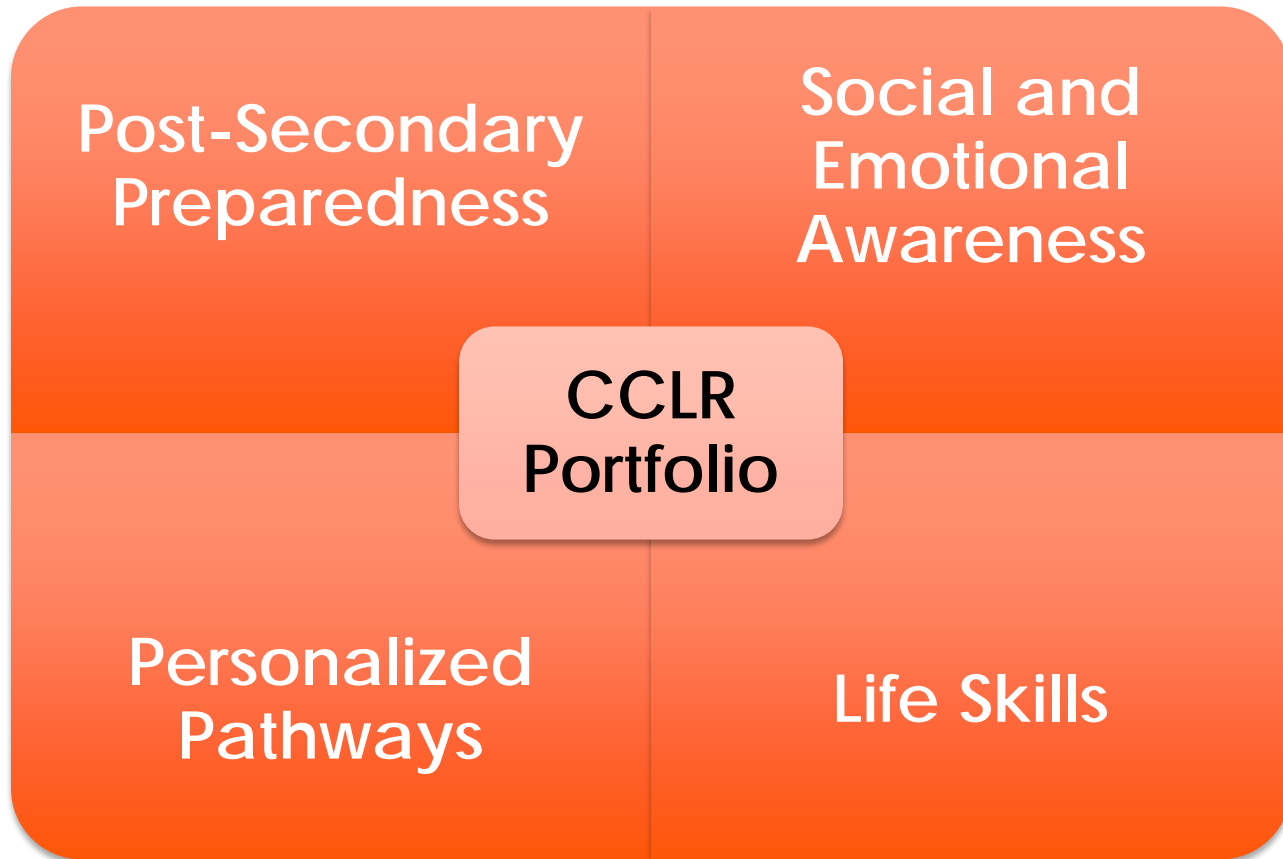 Post-Secondary
Preparedness
Social and
Emotional
Awareness
CCLR
Portfolio
Personalized
Pathways
Life Skills